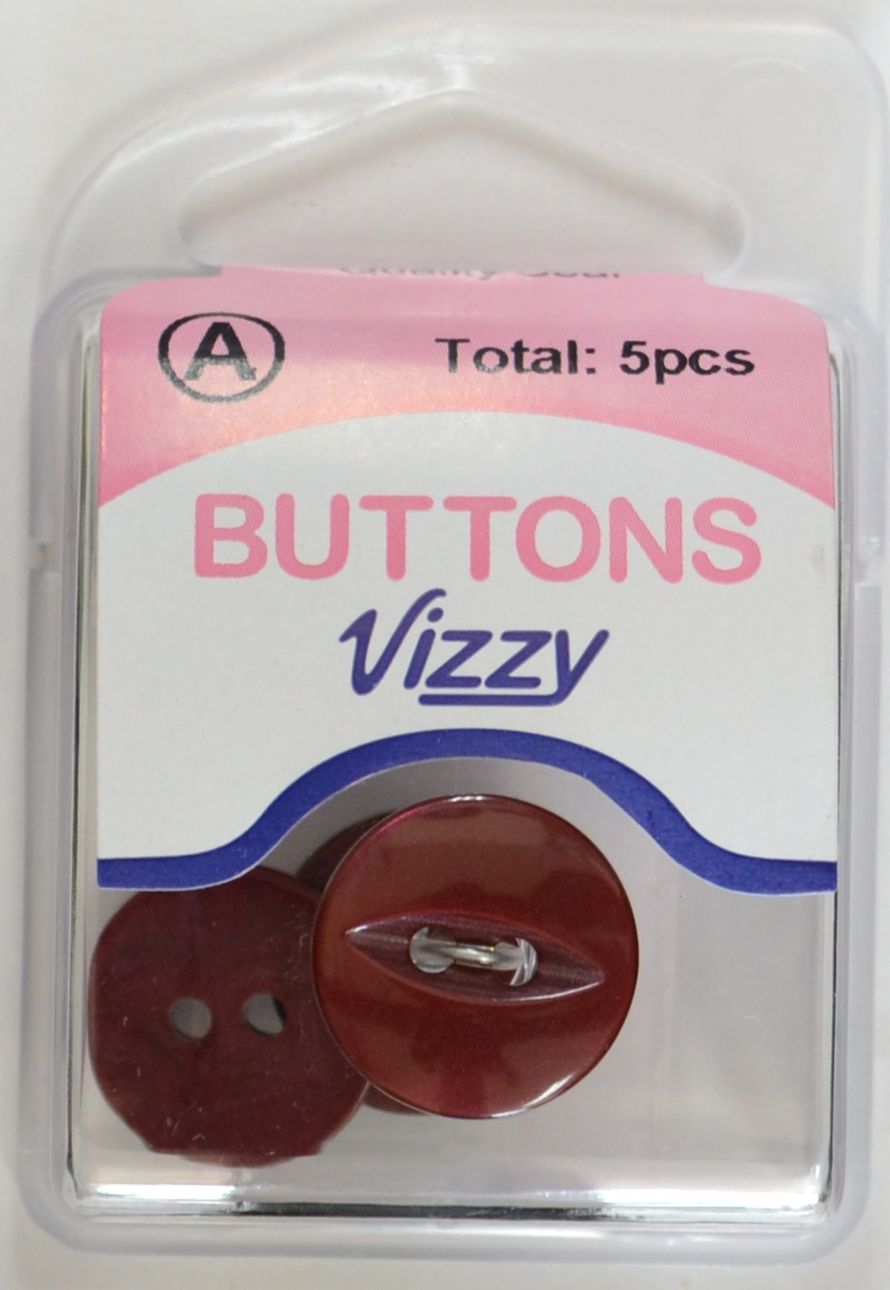 A
Total: 5pcs
BUTTONS
Vizzy